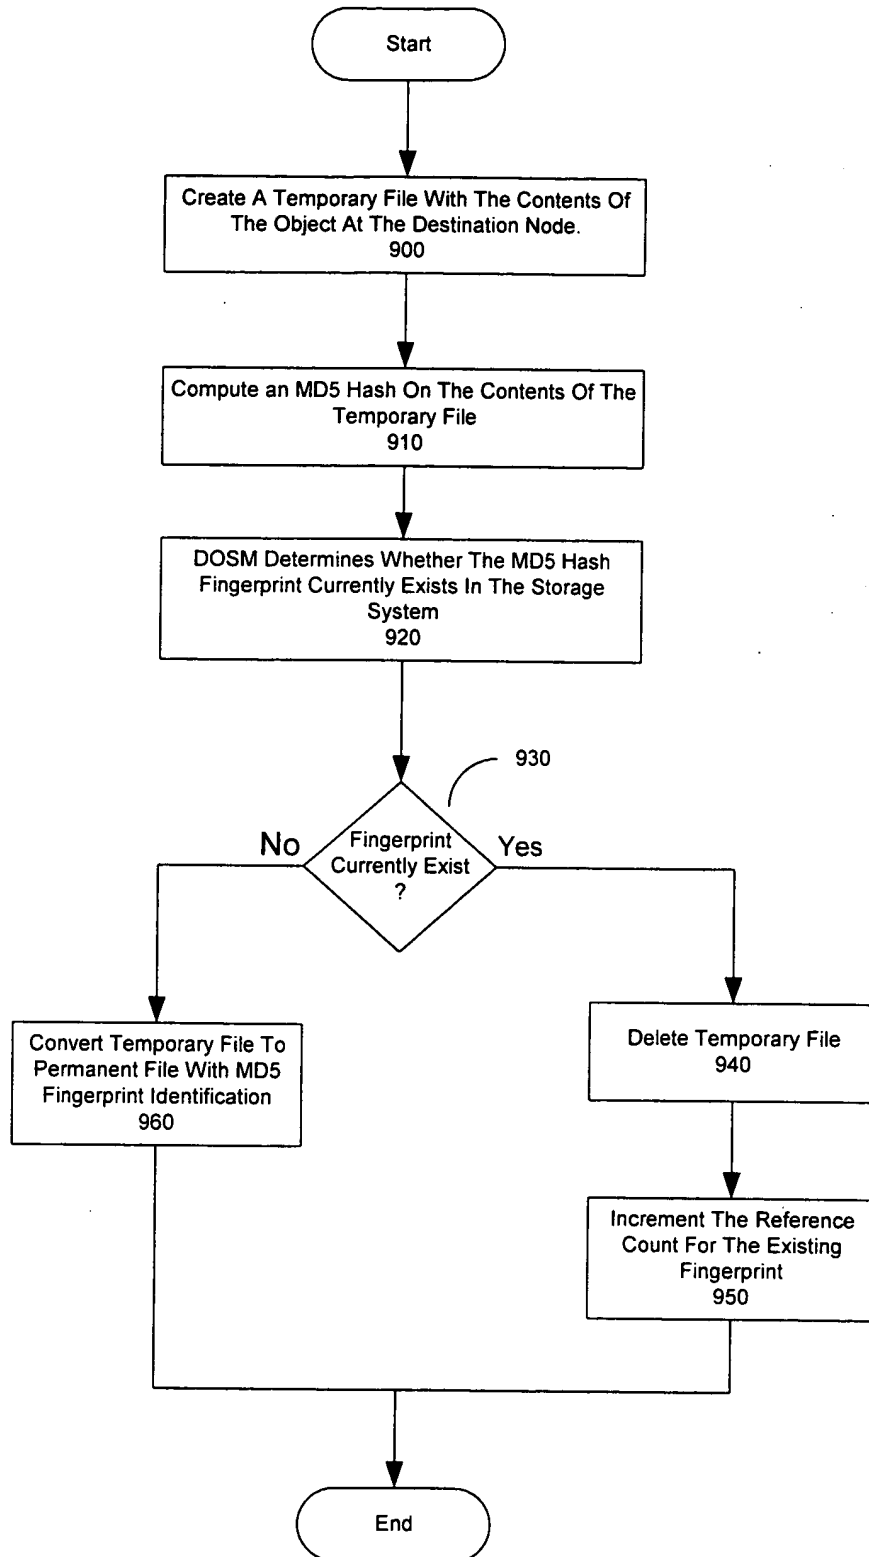 Start
Create A Temporary File With The Contents Of
The Object At The Destination Node.
900
Compute an MD5 Hash On The Contents Of The
Temporary File
910
DOSM Determines Whether The MD5 Hash
Fingerprint Currently Exists In The Storage
System
920
930
No
Fingerprint
Currently Exist
?
Yes
Convert Temporary File To
Permanent File With MD5
Fingerprint Identification
960
Delete Temporary File
940
Increment The Reference
Count For The Existing
Fingerprint
950
End